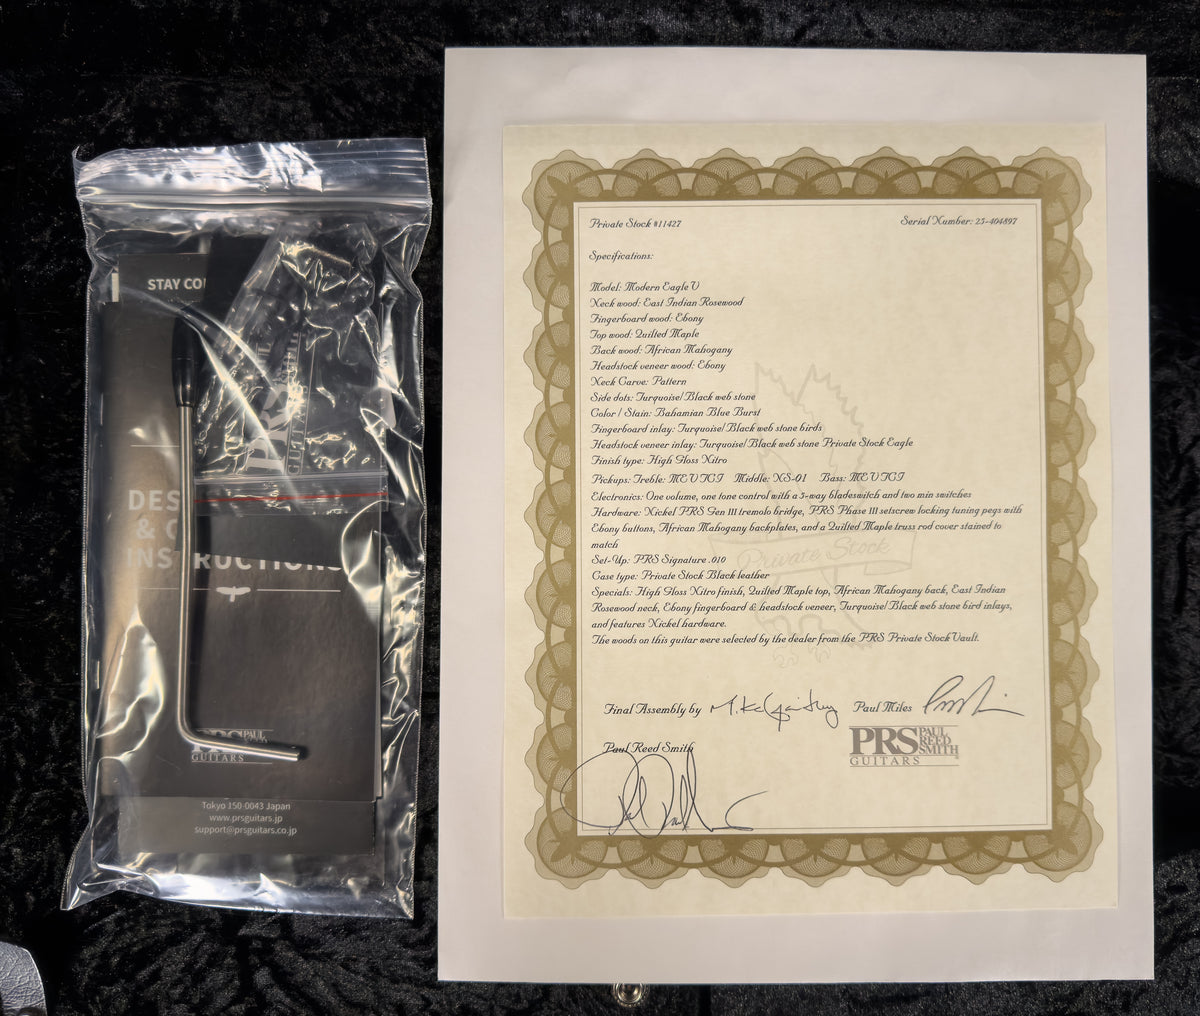 STAY CO
PRS
GUITARS
DES
& C
INSTRUCTIONS
PRS PAUL
GUITARS
Tokyo 150-0043 Japan
www.prsguitars.jp
support@prsguitars.co.jp
Private Stock #11427
Serial Number: 25-404897
Specifications:
Model: Modern Eagle V
Neck wood: East Indian Rosewood
Fingerboard wood: Ebony
Top wood: Quilted Maple
Back wood: African Mahogany
Headstock veneer wood: Ebony
Neck Carve: Pattern
Side dots: Turquoise/Black web stone
Color / Stain: Bahamian Blue Burst
Fingerboard inlay: Turquoise/Black web stone birds
Headstock veneer inlay: Turquoise/Black web stone Private Stock Eagle
Finish type: High Gloss Nitro
Pickups: Treble: MEV TCI Middle: NS-01 Bass: MEV TCI
Electronics: One volume, one tone control with a 5-way bladeswitch and two min switches
Hardware: Nickel PRS Gen III tremolo bridge, PRS Phase III setscrew locking tuning pegs with
Ebony buttons, African Mahogany backplates, and a Quilted Maple truss rod cover stained to
match
Set-Up: PRS Signature .010
Case type: Private Stock Black leather
Specials: High Gloss Nitro finish, Quilted Maple top, African Mahogany back, East Indian
Rosewood neck, Ebony fingerboard & headstock veneer, Turquoise/Black web stone bird inlays,
and features Nickel hardware.
The woods on this guitar were selected by the dealer from the PRS Private Stock Vault.
Private Stock
Final Assembly by
Paul Miles
Paul Reed Smith
PRS PAUL REED SMITH
GUITARS